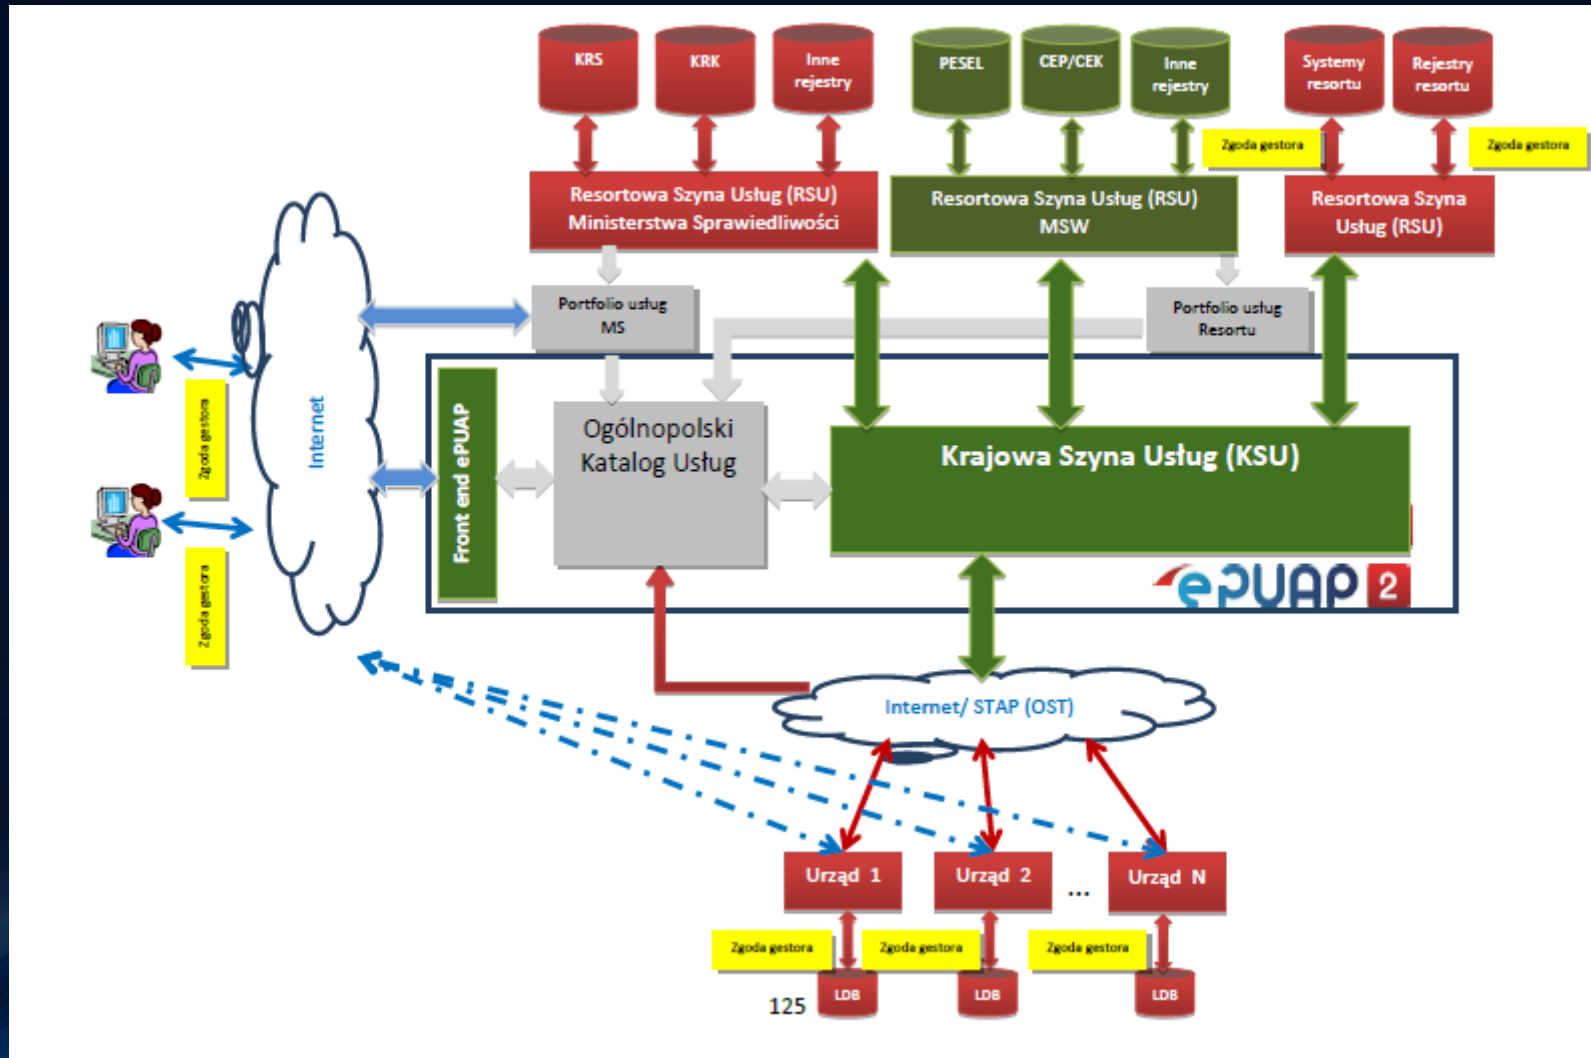 KRS
KRK
Inne
rejestry
PESEL
CEP/CEK
Inne
rejestry
Systemy
resortu
Rejestry
resortu
Zgoda gestora
Zgoda gestora
Resortowa Szyna Usług (RSU)
Ministerstwa Sprawiedliwości
Resortowa Szyna Usług (RSU)
MSW
Resortowa Szyna
Usług (RSU)
Portfolio usług
MS
Portfolio usług
Resortu
Zgoda gestora
Zgoda gestora
Internet
Front end ePUAP
Ogólnopolski
Katalog Usług
Krajowa Szyna Usług (KSU)
ePUAP 2
Internet/ STAP (OST)
Urząd 1
Urząd 2
...
Urząd N
Zgoda gestora
Zgoda gestora
Zgoda gestora
LDB
LDB
LDB
125